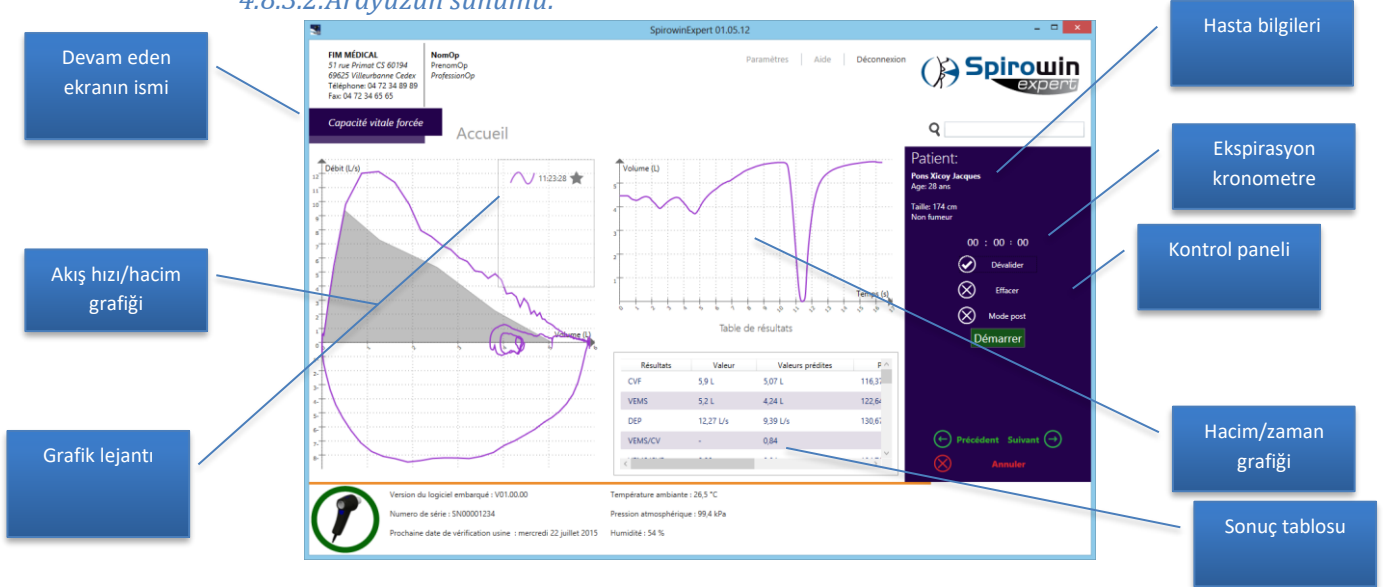 4.8.3.2.Arayüzün sunumu:
Devam eden
ekranın ismi
Akış hızı/hacim
grafiği
Grafik lejantı
SpirowinExpert 01.05.12
FIM MÉDICAL
51 rue Primat CS 60194
69625 Villeurbanne Cedex
Téléphone: 04 72 34 89 89
Fax: 04 72 34 65 65
NomOp
PrenomOp
ProfessionOp
Paramètres
Aide
Déconnexion
Spirowin
expert
Capacité vitale forcée
Accueil
Débit (L/s)
11:23:28
Volume (L)
Volume (L)
Temps (s)
Table de résultats
Résultats Valeur Valeurs prédites
CVF 5,9 L 5,07 L 116,37
VEMS 5,2 L 4,24 L 122,64
DEP 12,27 L/s 9,39 L/s 130,67
VEMS/CV - 0,84
Patient:
Pons Xicoy Jacques
Age: 28 ans
Taille: 174 cm
Non fumeur
00 : 00 : 00
Dévalider
Effacer
Mode post
Démarrer
Précédent Suivant
Annuler
Version du logiciel embarqué : V01.00.00
Numero de série : SN00001234
Prochaine date de vérification usine : mercredi 22 juillet 2015
Température ambiante : 26,5 °C
Pression atmosphérique : 99,4 kPa
Humidité : 54 %
Hasta bilgileri
Ekspirasyon
kronometre
Kontrol paneli
Hacim/zaman
grafiği
Sonuç tablosu